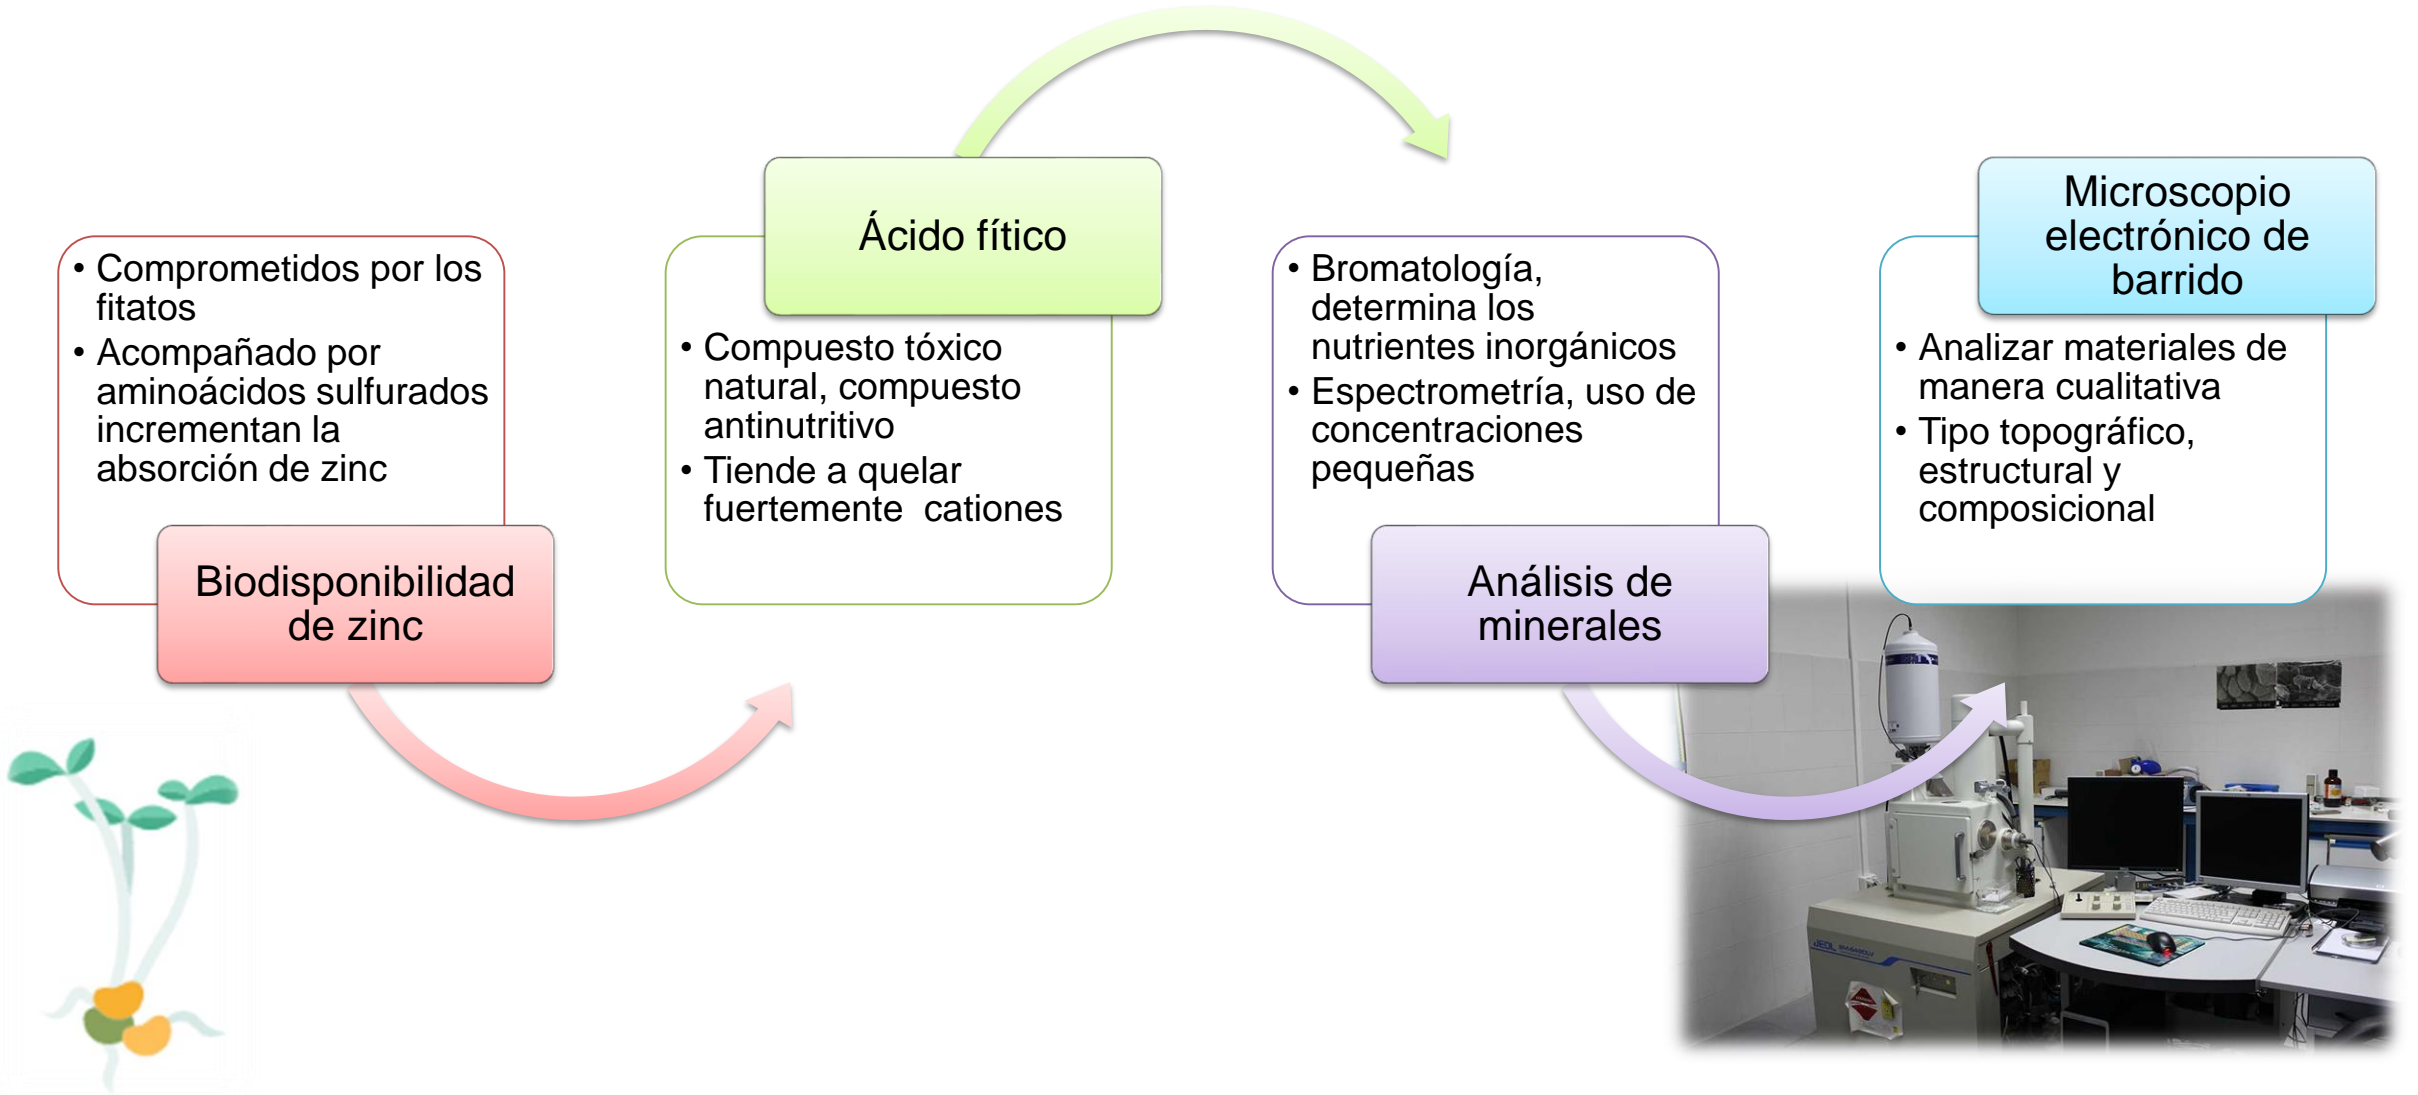 • Comprometidos por los
fitatos
• Acompañado por
aminoácidos sulfurados
incrementan la
absorción de zinc
Biodisponibilidad
de zinc
Ácido fítico
• Compuesto tóxico
natural, compuesto
antinutritivo
• Tiende a quelar
fuertemente  cationes
• Bromatología,
determina los
nutrientes inorgánicos
• Espectrometría, uso de
concentraciones
pequeñas
Análisis de
minerales
Microscopio
electrónico de
barrido
• Analizar materiales de
manera cualitativa
• Tipo topográfico,
estructural y
composicional
JEOL